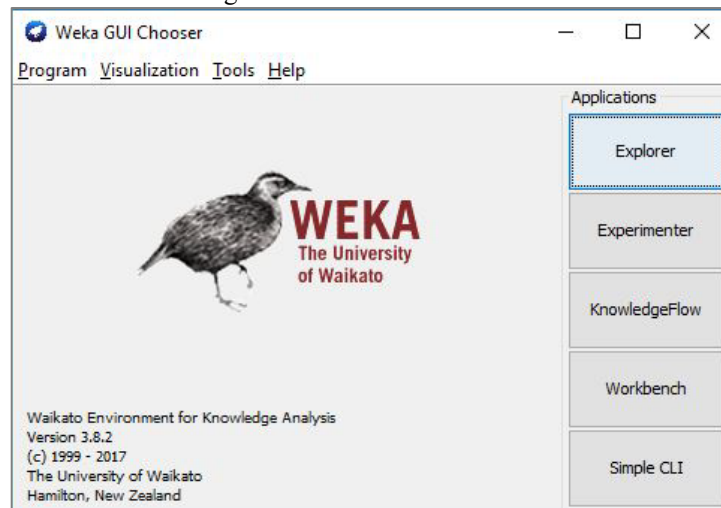 Weka GUI Chooser
Program Visualization Tools Help
Applications
Explorer
Experimenter
KnowledgeFlow
Workbench
Simple CLI
WEKA
The University
of Waikato
Waikato Environment for Knowledge Analysis
Version 3.8.2
(c) 1999 - 2017
The University of Waikato
Hamilton, New Zealand